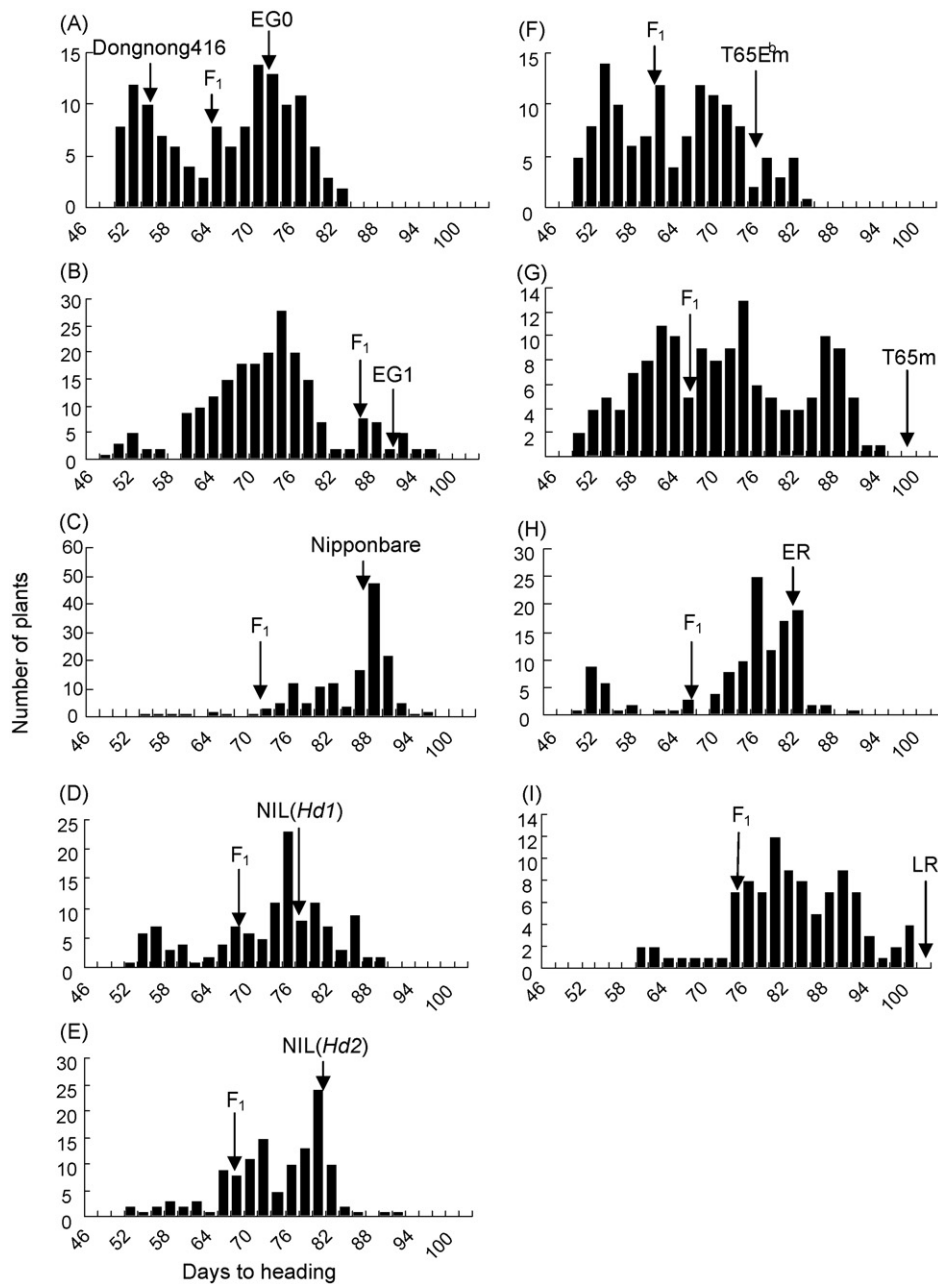 (A)
Dongnong416
F₁
EG0
15
10
5
0
46 52 58 64 70 76 82 88 94 100
(B)
F₁
EG1
30
25
20
15
10
5
0
46 52 58 64 70 76 82 88 94 100
(C)
Nipponbare
F₁
60
50
40
30
20
10
0
46 52 58 64 70 76 82 88 94 100
Number of plants
(D)
NIL(Hd1)
F₁
25
20
15
10
5
0
46 52 58 64 70 76 82 88 94 100
(E)
NIL(Hd2)
F₁
30
25
20
15
10
5
0
46 52 58 64 70 76 82 88 94 100
Days to heading
(F)
F₁
T65Eᵇm
15
10
5
0
46 52 58 64 70 76 82 88 94 100
(G)
F₁
T65m
14
12
10
8
6
4
2
46 52 58 64 70 76 82 88 94 100
(H)
ER
F₁
30
25
20
15
10
5
0
46 52 58 64 70 76 82 88 94 100
(I)
F₁
LR
14
12
10
8
6
4
2
0
46 52 58 64 70 76 82 88 94 100